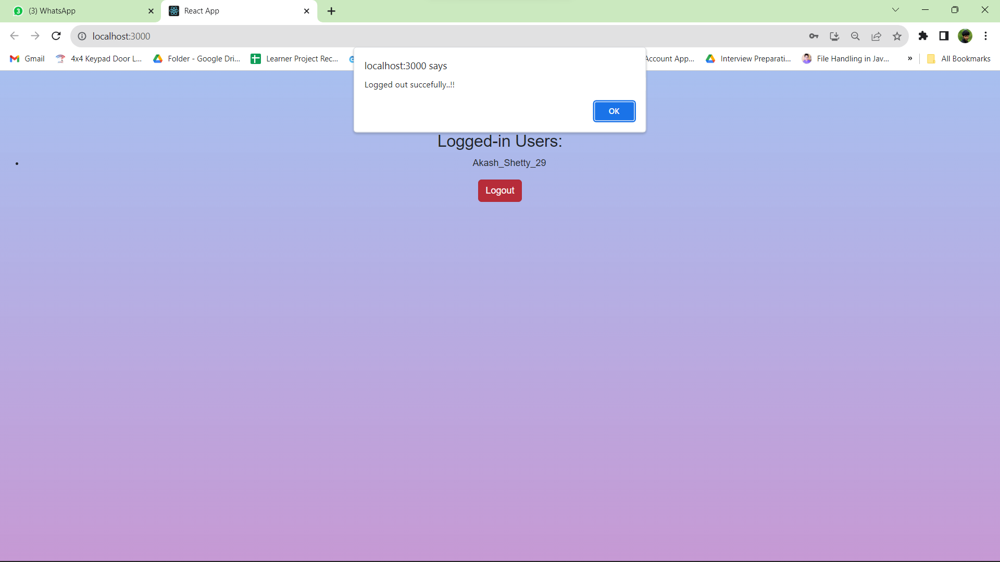 3 (3) WhatsApp
React App
localhost:3000
Gmail
4x4 Keypad Door L...
Folder - Google Dri...
Learner Project Rec...
Account App...
Interview Preparati...
File Handling in Jav...
»
All Bookmarks
localhost:3000 says
Logged out succefully..!!
OK
Logged-in Users:
• Akash_Shetty_29
Logout